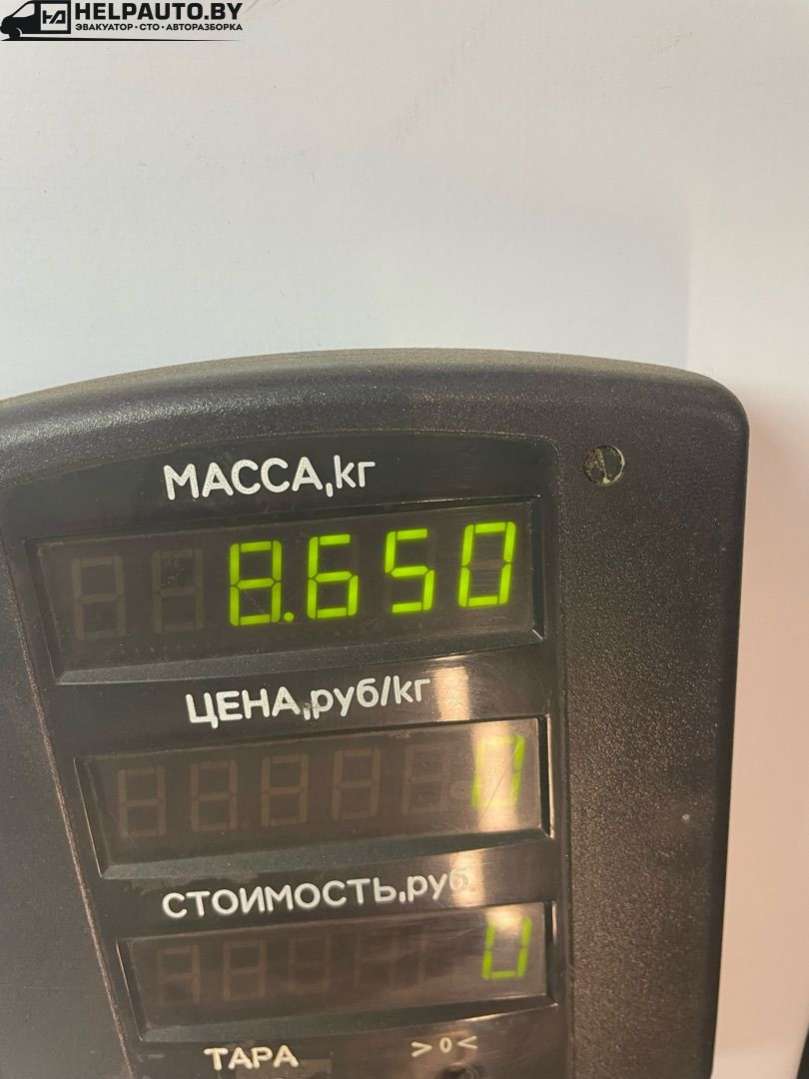 HELPAUTO.BY
ЭВАКУАТОР • СТО • АВТОРАЗБОРКА
МАССА,кг
8.650
ЦЕНА,руб/кг
0
СТОИМОСТЬ,руб
0
ТАРА >0<